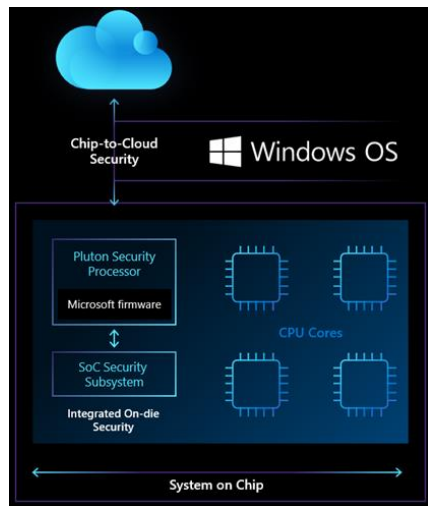 Chip-to-Cloud
Security
Windows OS
Pluton Security
Processor
Microsoft firmware
SoC Security
Subsystem
Integrated On-die
Security
CPU Cores
System on Chip